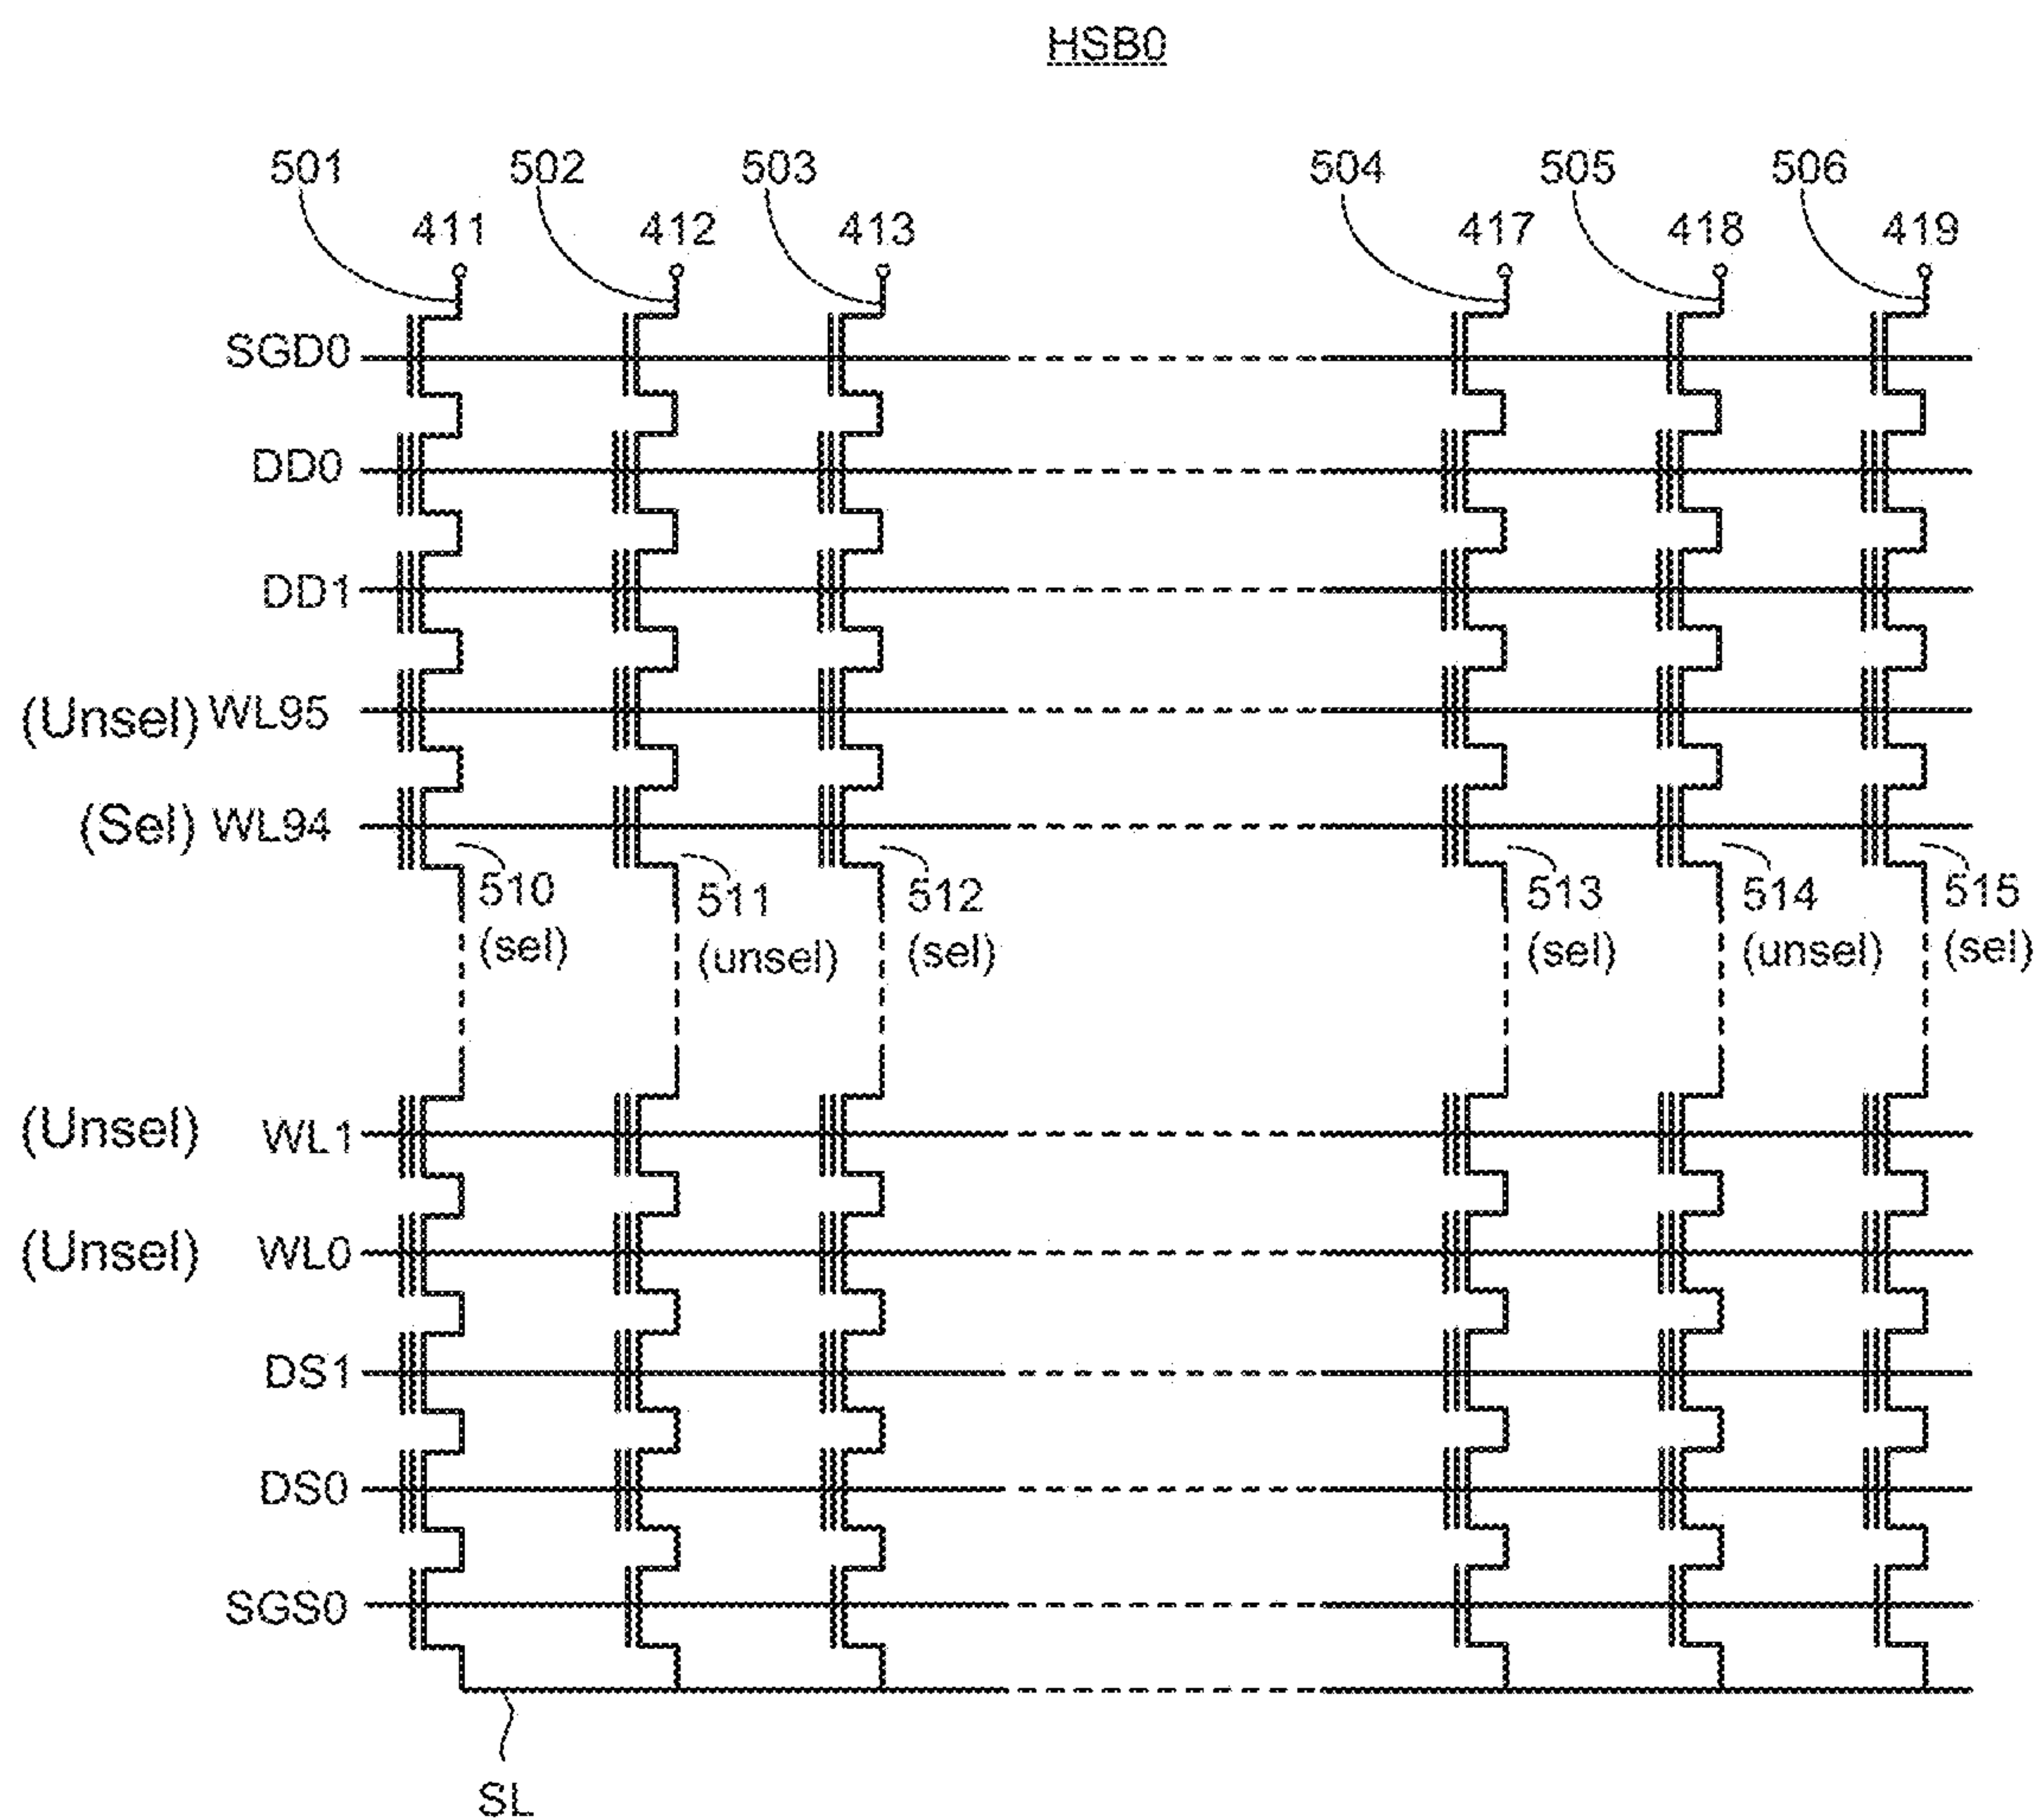 HSB0
501 502 503 504 505 506
411 412 413 417 418 419
SGD0
DD0
DD1
(Unsel) WL95
(Sel) WL94
510 511 512 513 514 515
(sel) (unsel) (sel) (sel) (unsel) (sel)
(Unsel) WL1
(Unsel) WL0
DS1
DS0
SGS0
SL